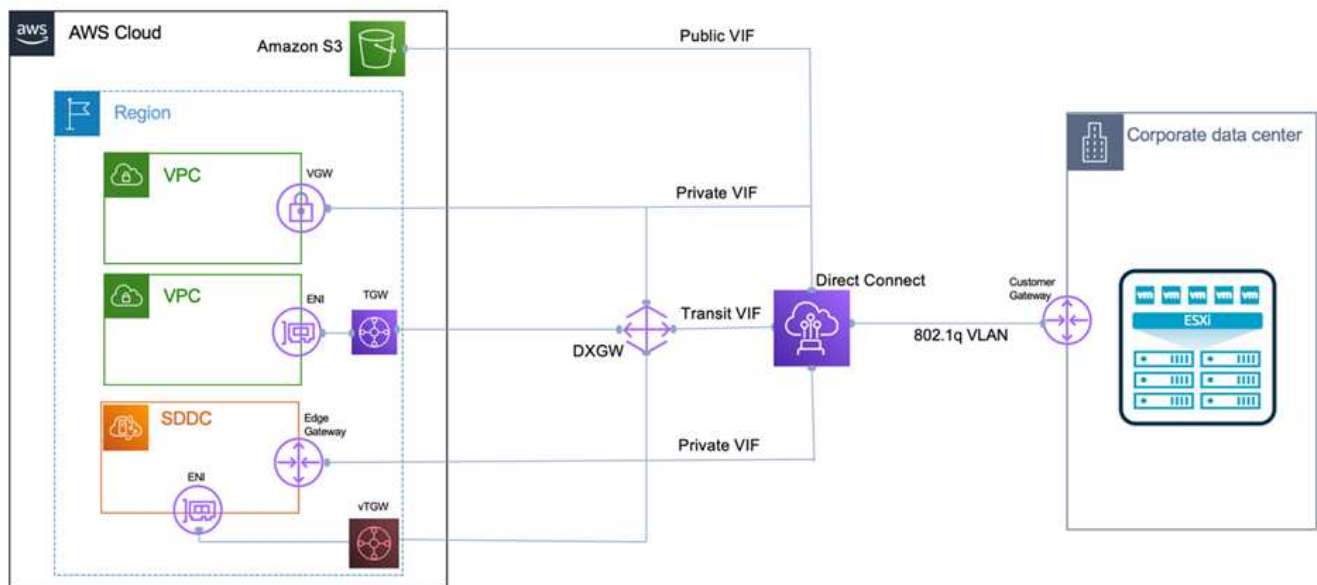 aws
AWS Cloud
Amazon S3
Public VIF
Region
Corporate data center
VPC
VGW
Private VIF
VPC
ENI
TGW
Direct Connect
Customer
Gateway
Transit VIF
DXGW
802.1q VLAN
vm vm vm vm vm
ESXi
SDDC
Edge
Gateway
Private VIF
ENI
vTGW